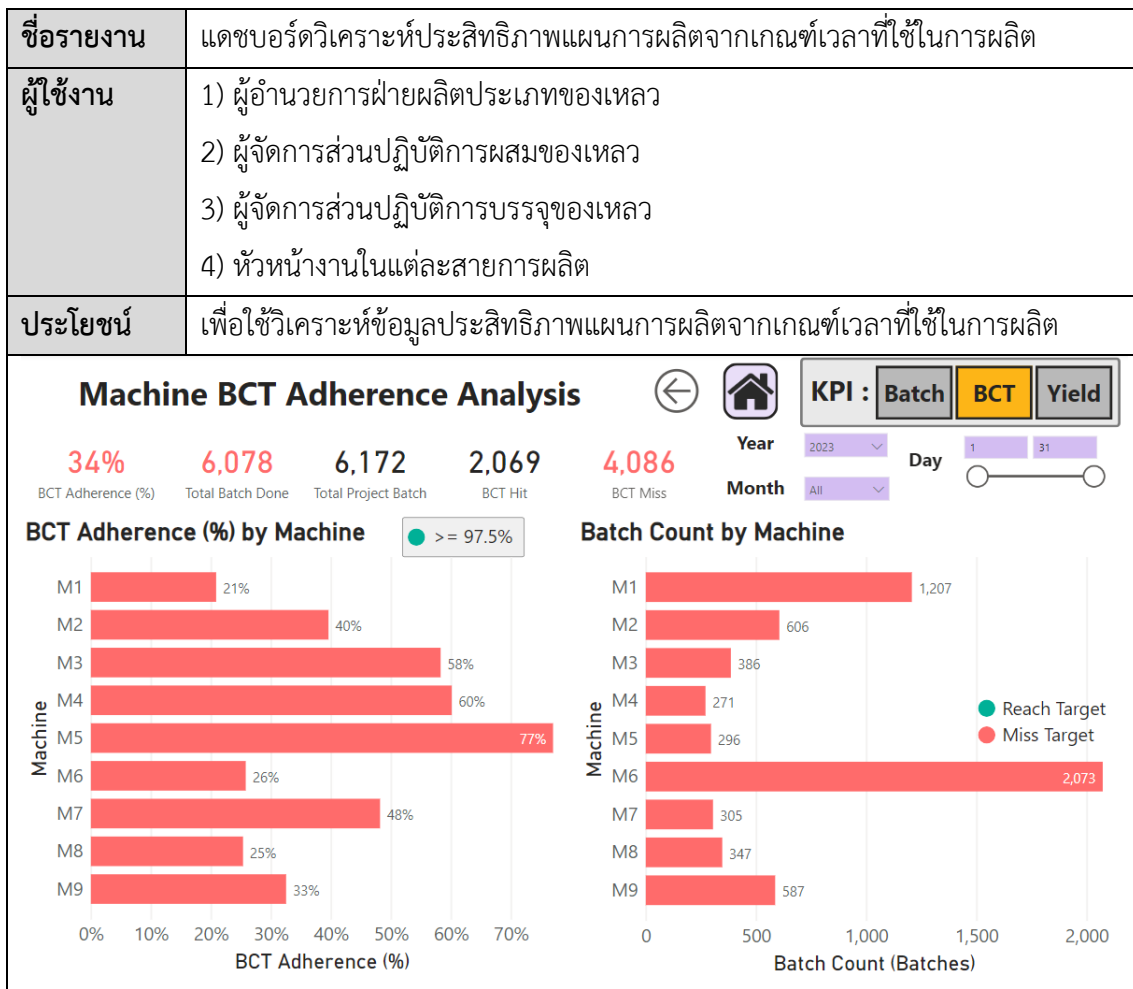 ชื่อรายงาน แดชบอร์ดวิเคราะห์ประสิทธิภาพแผนการผลิตจากเกณฑ์เวลาที่ใช้ในการผลิต
ผู้ใช้งาน 1) ผู้อำนวยการฝ่ายผลิตประเภทของเหลว
2) ผู้จัดการส่วนปฏิบัติการผสมของเหลว
3) ผู้จัดการส่วนปฏิบัติการบรรจุของเหลว
4) หัวหน้างานในแต่ละสายการผลิต
ประโยชน์ เพื่อใช้วิเคราะห์ข้อมูลประสิทธิภาพแผนการผลิตจากเกณฑ์เวลาที่ใช้ในการผลิต
Machine BCT Adherence Analysis
KPI : Batch BCT Yield
34% 6,078 6,172 2,069 4,086
BCT Adherence (%) Total Batch Done Total Project Batch BCT Hit BCT Miss
Year 2023
Month All
Day 1 31
BCT Adherence (%) by Machine
>= 97.5%
Machine
M1 21%
M2 40%
M3 58%
M4 60%
M5 77%
M6 26%
M7 48%
M8 25%
M9 33%
0% 10% 20% 30% 40% 50% 60% 70%
BCT Adherence (%)
Batch Count by Machine
Machine
M1 1,207
M2 606
M3 386
M4 271
M5 296
M6 2,073
M7 305
M8 347
M9 587
Reach Target
Miss Target
0 500 1,000 1,500 2,000
Batch Count (Batches)